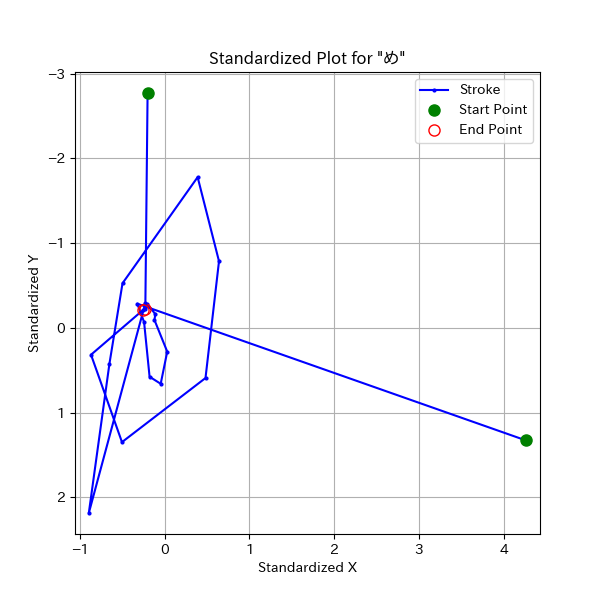 Standardized Plot for "め"
Stroke
Start Point
End Point
Standardized Y
−3
−2
−1
0
1
2
−1 0 1 2 3 4
Standardized X